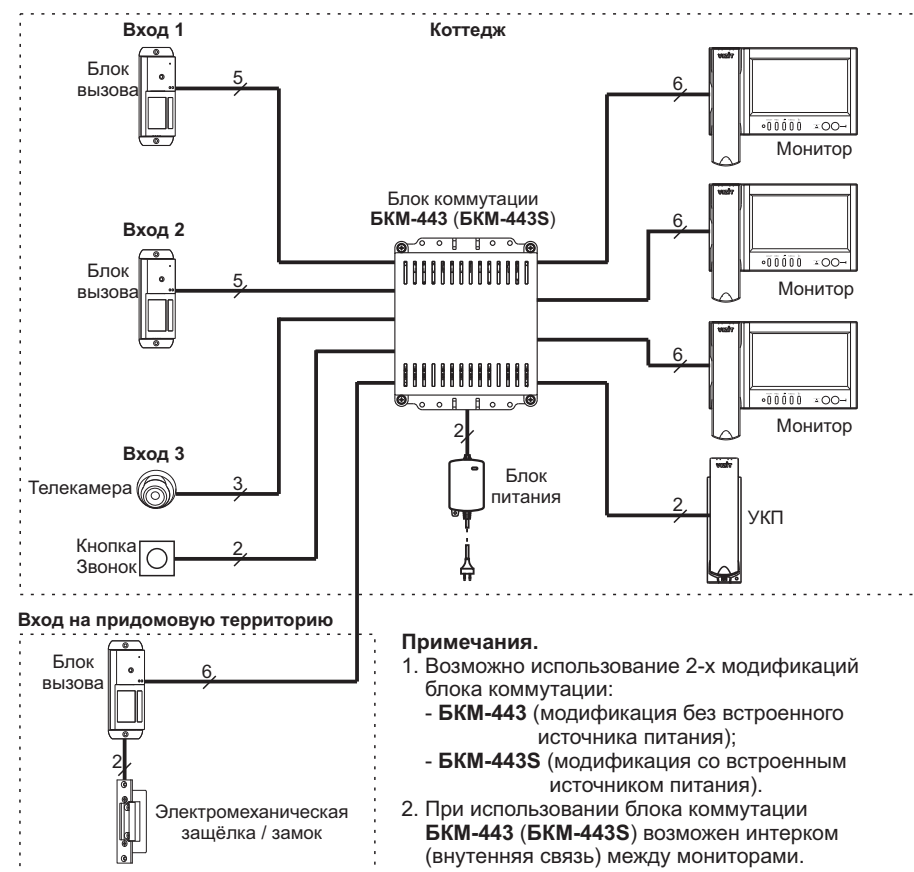 Вход 1
Коттедж
Блок
вызова
5
6
VIZIT
Монитор
Блок коммутации
БКМ-443 (БКМ-443S)
Вход 2
Блок
вызова
5
6
VIZIT
Монитор
6
VIZIT
Монитор
Вход 3
Телекамера
3
2
Блок
питания
VIZIT
2
УКП
Кнопка
Звонок
2
Вход на придомовую территорию
Блок
вызова
6
2
Электромеханическая
защёлка / замок
Примечания.
1. Возможно использование 2-х модификаций
блока коммутации:
- БКМ-443 (модификация без встроенного
источника питания);
- БКМ-443S (модификация со встроенным
источником питания).
2. При использовании блока коммутации
БКМ-443 (БКМ-443S) возможен интерком
(внутенняя связь) между мониторами.